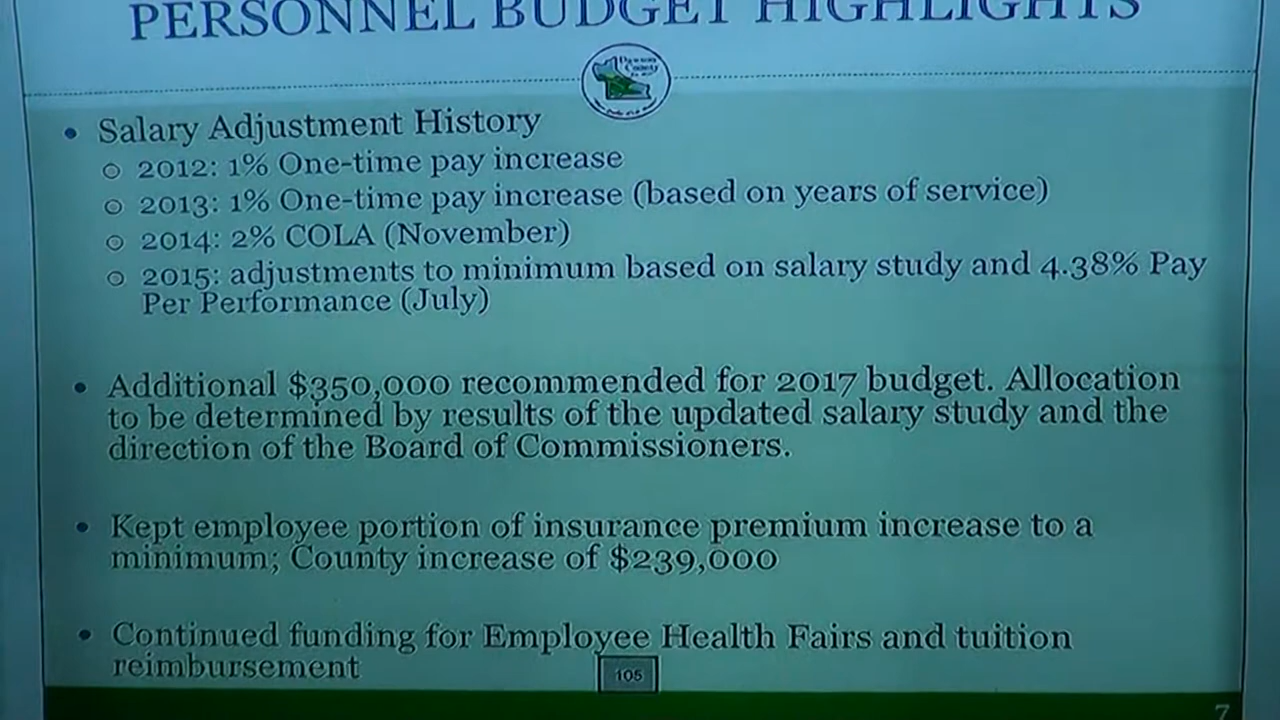 PERSONNEL BUDGET HIGHLIGHTS
Dawson
County
• Salary Adjustment History
○ 2012: 1% One-time pay increase
○ 2013: 1% One-time pay increase (based on years of service)
○ 2014: 2% COLA (November)
○ 2015: adjustments to minimum based on salary study and 4.38% Pay
Per Performance (July)
• Additional $350,000 recommended for 2017 budget. Allocation
to be determined by results of the updated salary study and the
direction of the Board of Commissioners.
• Kept employee portion of insurance premium increase to a
minimum; County increase of $239,000
• Continued funding for Employee Health Fairs and tuition
reimbursement
105
7